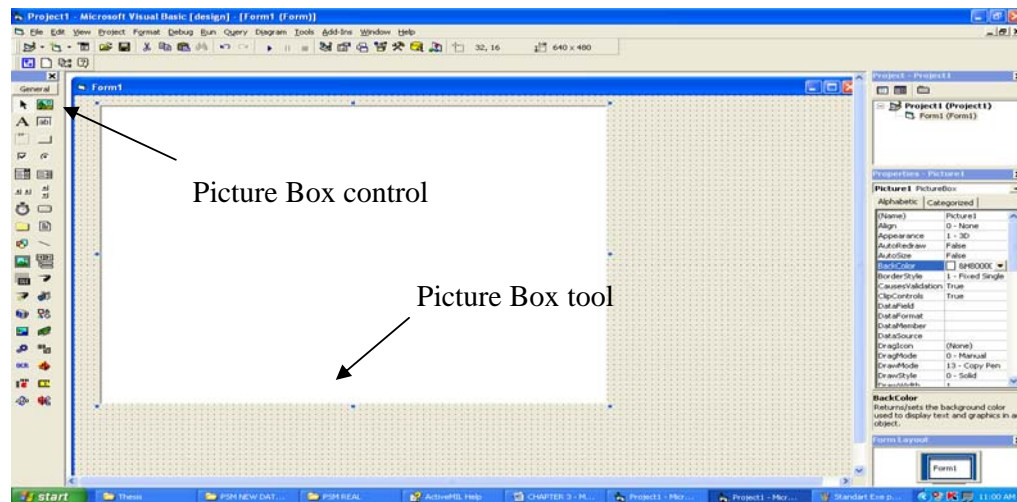 Project1 - Microsoft Visual Basic [design] - [Form1 (Form)]
File Edit View Project Format Debug Run Query Diagram Tools Add-Ins Window Help
32, 16 640 x 480
General
Form1
Picture Box control
Picture Box tool
Project - Project1
Project1 (Project1)
Form1 (Form1)
Properties - Picture1
Picture1 PictureBox
Alphabetic Categorized
(Name) Picture1
Align 0 - None
Appearance 1 - 3D
AutoRedraw False
AutoSize False
BackColor
BorderStyle 1 - Fixed Single
CausesValidation True
ClipControls True
DataField
DataFormat
DataMember
DataSource
DragIcon (None)
DragMode 0 - Manual
DrawMode 13 - Copy Pen
DrawStyle 0 - Solid
DrawWidth 1
BackColor
Returns/sets the background color
used to display text and graphics in an
object.
Form Layout
Form1
start Thesis PSM NEW DAT... PSM REAL ActiveMIL Help CHAPTER 3 - M... Project1 - Micr... Project1 - Micr... Standart Exe p... 11:00 AM